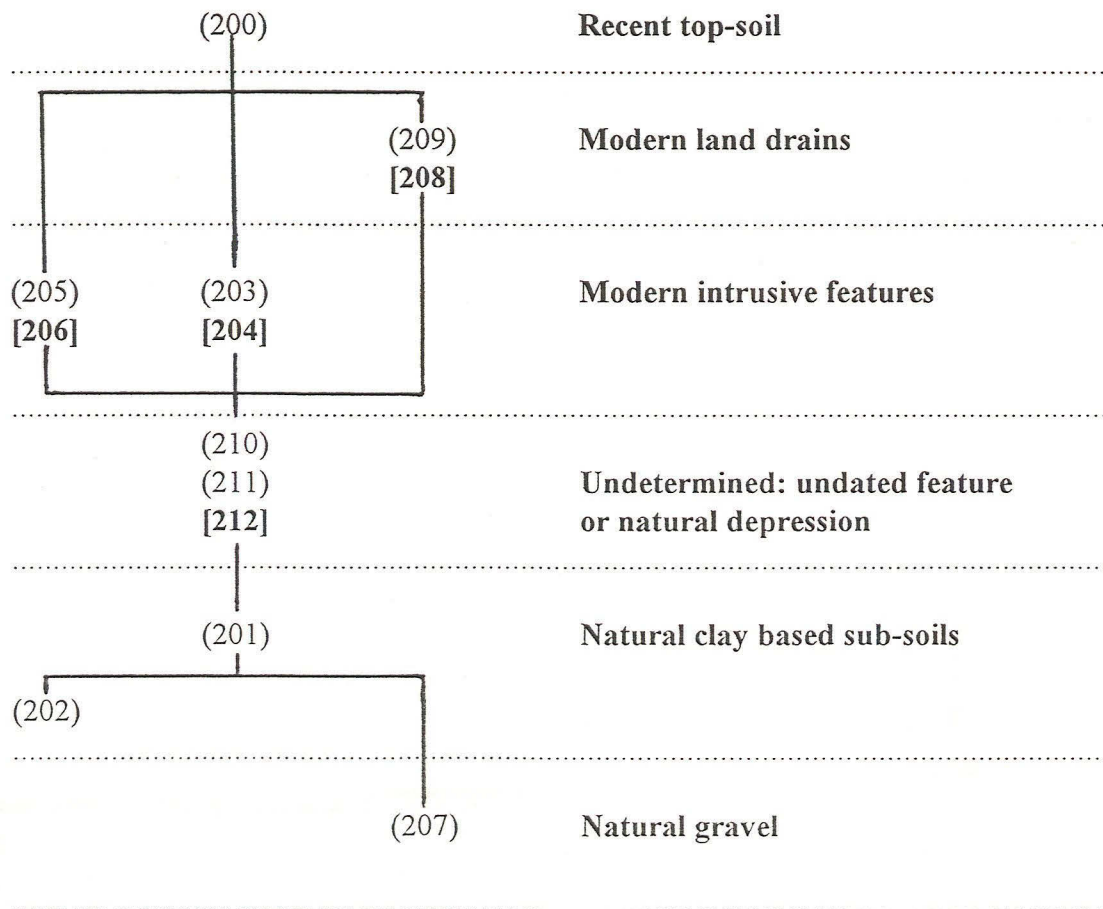 (200) Recent top-soil
(209) Modern land drains
[208]
(205) (203) Modern intrusive features
[206] [204]
(210)
(211) Undetermined: undated feature
[212] or natural depression
(201) Natural clay based sub-soils
(202)
(207) Natural gravel